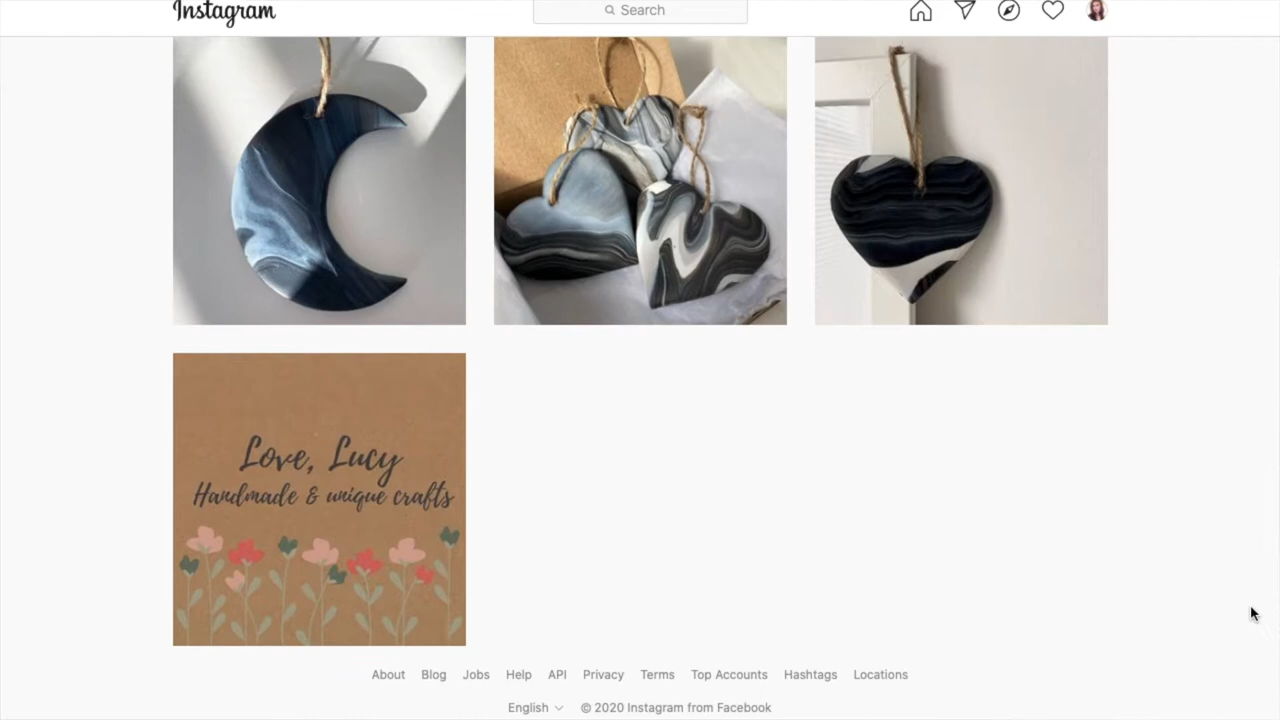 Instagram
Search
Love, Lucy
Handmade & unique crafts
About Blog Jobs Help API Privacy Terms Top Accounts Hashtags Locations
English © 2020 Instagram from Facebook